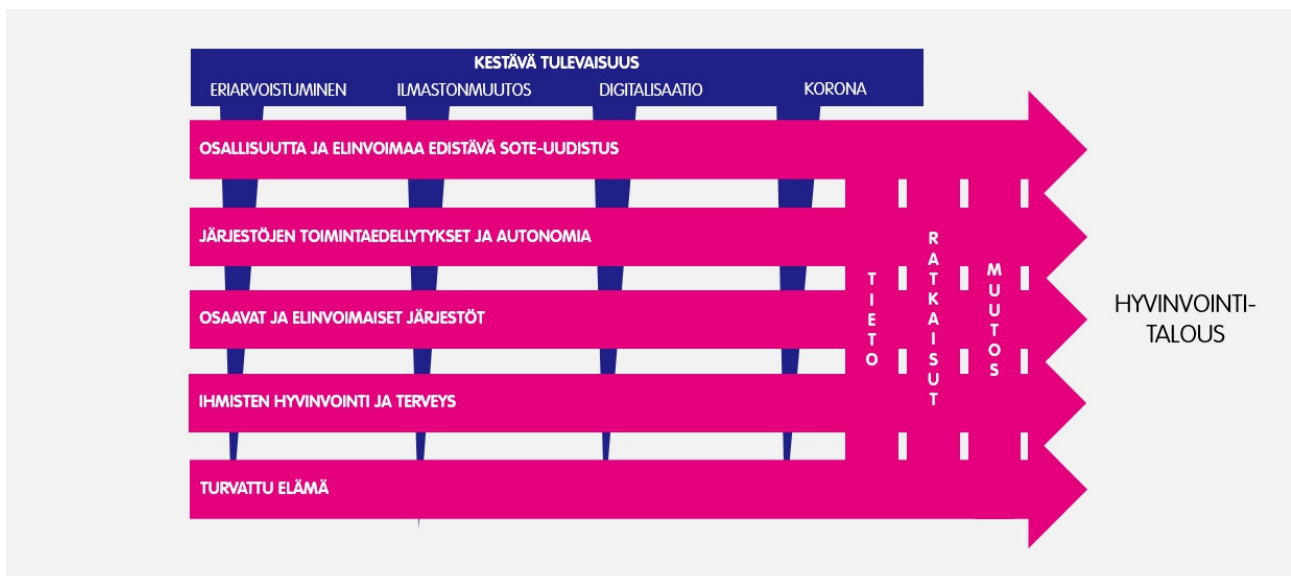 KESTÄVÄ TULEVAISUUS
ERIARVOISTUMINEN ILMASTONMUUTOS DIGITALISAATIO KORONA
OSALLISUUTTA JA ELINVOIMAA EDISTÄVÄ SOTE-UUDISTUS
JÄRJESTÖJEN TOIMINTAEDELLYTYKSET JA AUTONOMIA
OSAAVAT JA ELINVOIMAISET JÄRJESTÖT
IHMISTEN HYVINVOINTI JA TERVEYS
TURVATTU ELÄMÄ
TIETO
RATKAISUT
MUUTOS
HYVINVOINTI-
TALOUS